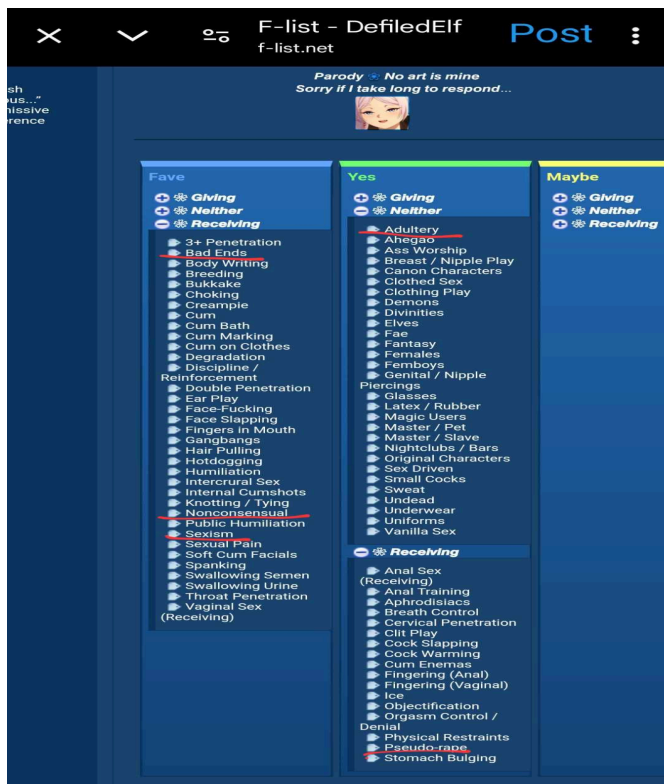 F-list - DefiledElf
f-list.net
Post
sh
ous..."
missive
erence
Parody No art is mine
Sorry if I take long to respond...
Fave
Giving
Neither
Receiving
3+ Penetration
Bad Ends
Body Writing
Breeding
Bukkake
Choking
Creampie
Cum
Cum Bath
Cum Marking
Cum on Clothes
Degradation
Discipline /
Reinforcement
Double Penetration
Ear Play
Face-Fucking
Face Slapping
Fingers in Mouth
Gangbangs
Hair Pulling
Hotdogging
Humiliation
Intercrural Sex
Internal Cumshots
Knotting / Tying
Nonconsensual
Public Humiliation
Sexism
Sexual Pain
Soft Cum Facials
Spanking
Swallowing Semen
Swallowing Urine
Throat Penetration
Vaginal Sex
(Receiving)
Yes
Giving
Neither
Adultery
Ahegao
Ass Worship
Breast / Nipple Play
Canon Characters
Clothed Sex
Clothing Play
Demons
Divinities
Elves
Fae
Fantasy
Females
Femboys
Genital / Nipple
Piercings
Glasses
Latex / Rubber
Magic Users
Master / Pet
Master / Slave
Nightclubs / Bars
Original Characters
Sex Driven
Small Cocks
Sweat
Undead
Underwear
Uniforms
Vanilla Sex
Receiving
Anal Sex
(Receiving)
Anal Training
Aphrodisiacs
Breath Control
Cervical Penetration
Clit Play
Cock Slapping
Cock Warming
Cum Enemas
Fingering (Anal)
Fingering (Vaginal)
Ice
Objectification
Orgasm Control /
Denial
Physical Restraints
Pseudo-rape
Stomach Bulging
Maybe
Giving
Neither
Receiving